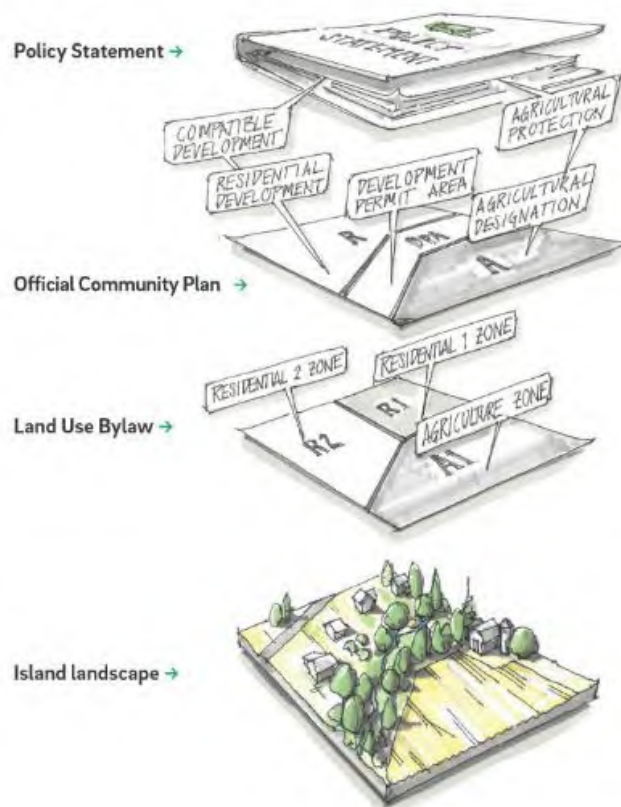 Policy Statement →
POLICY
STATEMENT
COMPATIBLE
DEVELOPMENT
AGRICULTURAL
PROTECTION
RESIDENTIAL
DEVELOPMENT
DEVELOPMENT
PERMIT AREA
AGRICULTURAL
DESIGNATION
R
DPA
A
Official Community Plan →
RESIDENTIAL 2 ZONE
RESIDENTIAL 1 ZONE
R1
AGRICULTURE ZONE
Land Use Bylaw →
R2
A1
Island landscape →